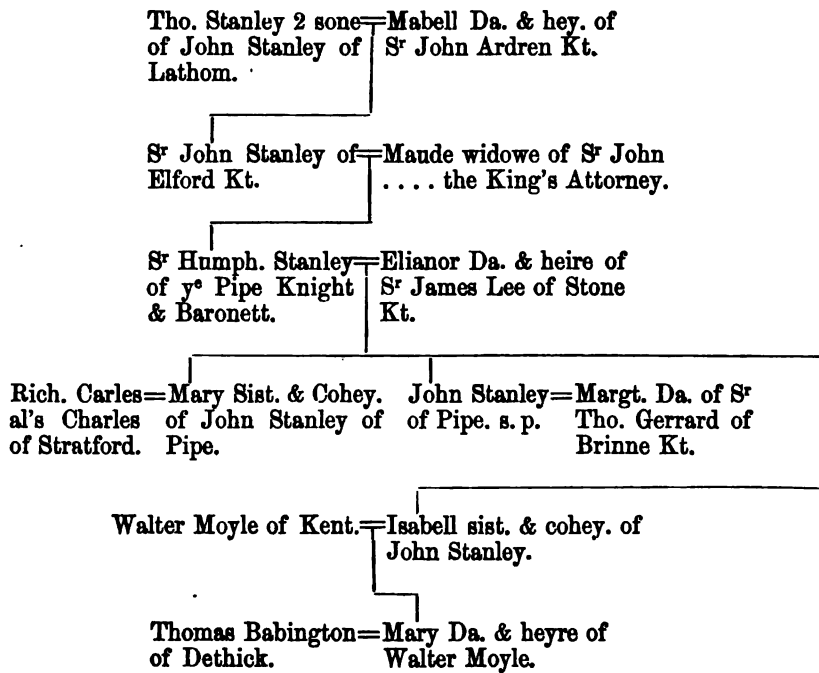 Tho. Stanley 2 sone=Mabell Da. & hey. of
of John Stanley of Sʳ John Ardren Kt.
Lathom.
Sʳ John Stanley of=Maude widowe of Sʳ John
Elford Kt. . . . . the King's Attorney.
Sʳ Humph. Stanley=Elianor Da. & heire of
of yᵉ Pipe Knight Sʳ James Lee of Stone
& Baronett. Kt.
Rich. Carles=Mary Sist. & Cohey. John Stanley=Margt. Da. of Sʳ
al's Charles of John Stanley of of Pipe. s. p. Tho. Gerrard of
of Stratford. Pipe. Brinne Kt.
Walter Moyle of Kent.=Isabell sist. & cohey. of
John Stanley.
Thomas Babington=Mary Da. & heyre of
of Dethick. Walter Moyle.